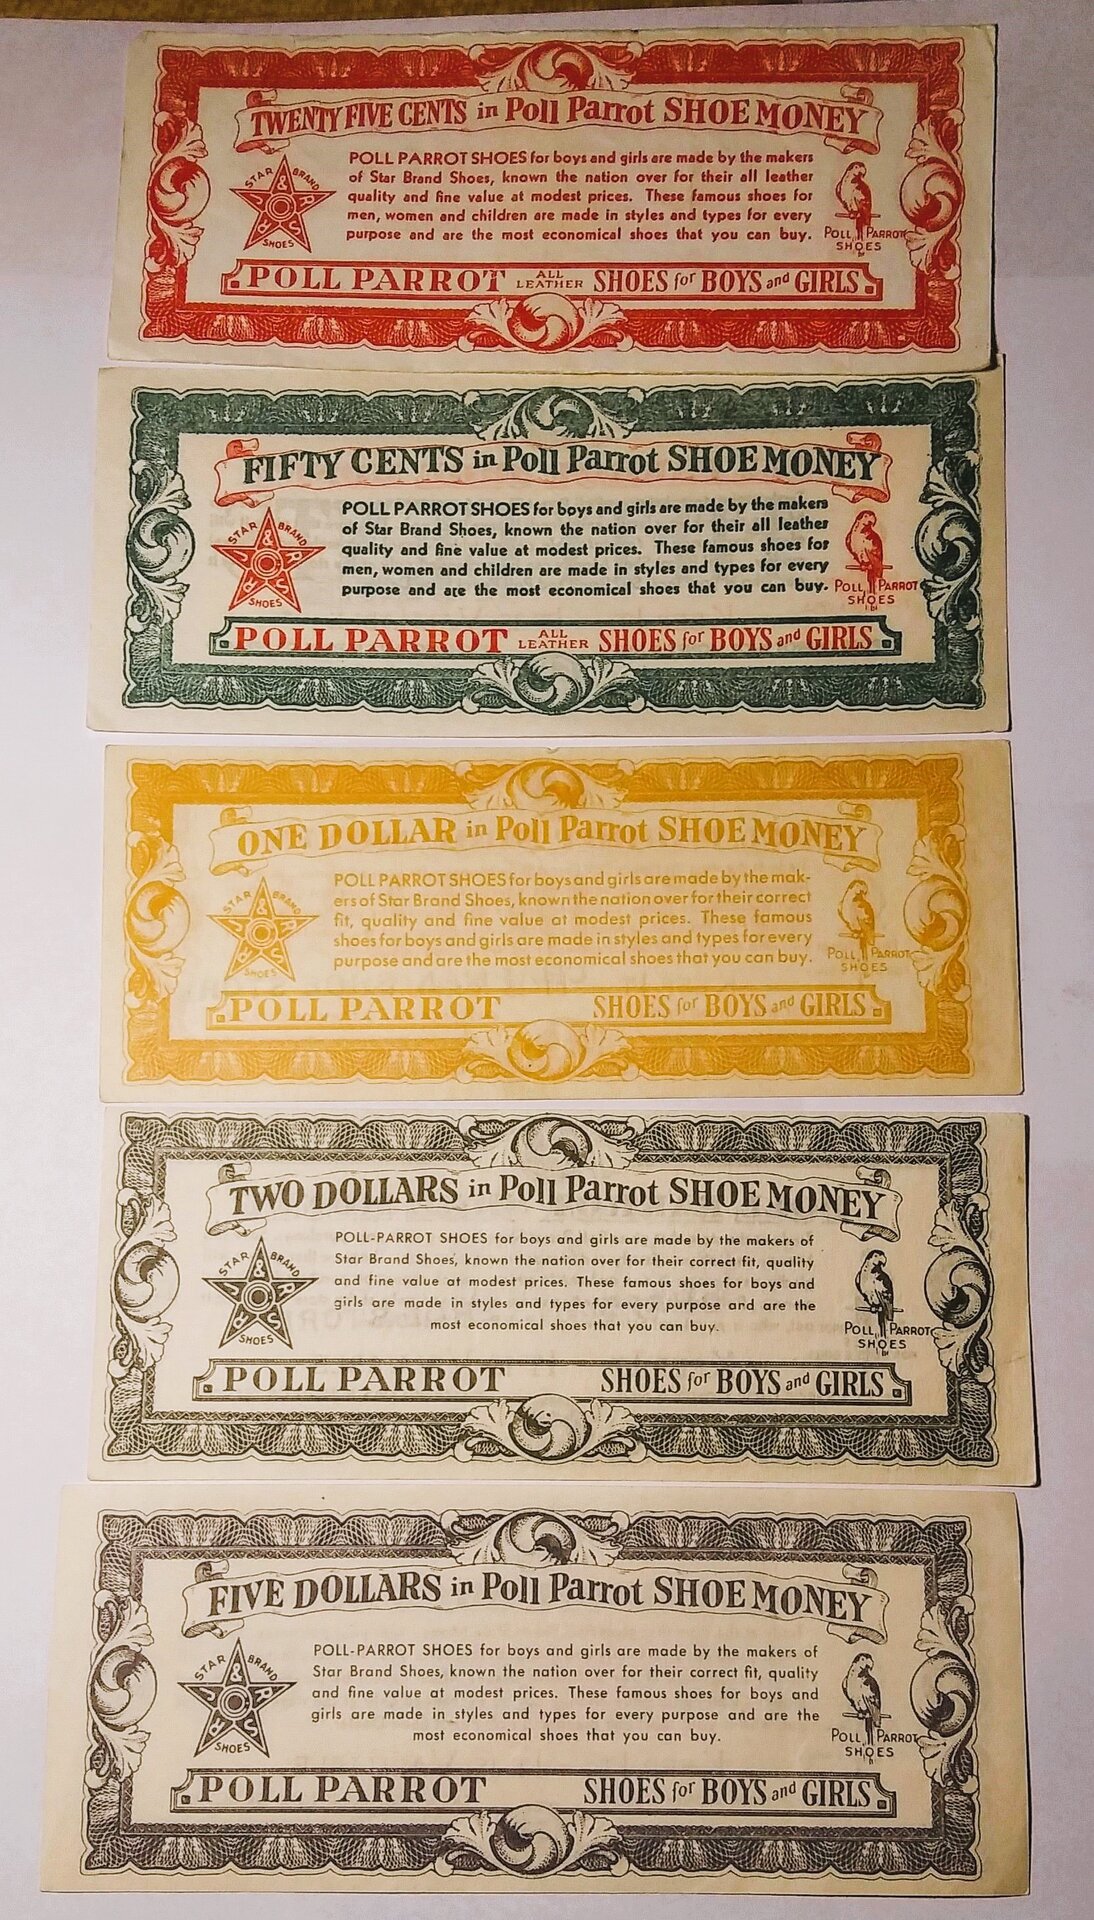 TWENTY FIVE CENTS in Poll Parrot SHOE MONEY
POLL PARROT SHOES for boys and girls are made by the makers
of Star Brand Shoes, known the nation over for their all leather
quality and fine value at modest prices. These famous shoes for
men, women and children are made in styles and types for every
purpose and are the most economical shoes that you can buy.
STAR BRAND
&
SHOES
POLL PARROT
SHOES
POLL PARROT ALL LEATHER SHOES for BOYS and GIRLS
FIFTY CENTS in Poll Parrot SHOE MONEY
POLL PARROT SHOES for boys and girls are made by the makers
of Star Brand Shoes, known the nation over for their all leather
quality and fine value at modest prices. These famous shoes for
men, women and children are made in styles and types for every
purpose and are the most economical shoes that you can buy.
STAR BRAND
&
SHOES
POLL PARROT
SHOES
POLL PARROT ALL LEATHER SHOES for BOYS and GIRLS
ONE DOLLAR in Poll Parrot SHOE MONEY
POLL PARROT SHOES for boys and girls are made by the mak-
ers of Star Brand Shoes, known the nation over for their correct
fit, quality and fine value at modest prices. These famous
shoes for boys and girls are made in styles and types for every
purpose and are the most economical shoes that you can buy.
STAR BRAND
&
SHOES
POLL PARROT
SHOES
POLL PARROT SHOES for BOYS and GIRLS
TWO DOLLARS in Poll Parrot SHOE MONEY
POLL-PARROT SHOES for boys and girls are made by the makers of
Star Brand Shoes, known the nation over for their correct fit, quality
and fine value at modest prices. These famous shoes for boys and
girls are made in styles and types for every purpose and are the
most economical shoes that you can buy.
STAR BRAND
&
SHOES
POLL PARROT
SHOES
POLL PARROT SHOES for BOYS and GIRLS
FIVE DOLLARS in Poll Parrot SHOE MONEY
POLL-PARROT SHOES for boys and girls are made by the makers of
Star Brand Shoes, known the nation over for their correct fit, quality
and fine value at modest prices. These famous shoes for boys and
girls are made in styles and types for every purpose and are the
most economical shoes that you can buy.
STAR BRAND
&
SHOES
POLL PARROT
SHOES
POLL PARROT SHOES for BOYS and GIRLS